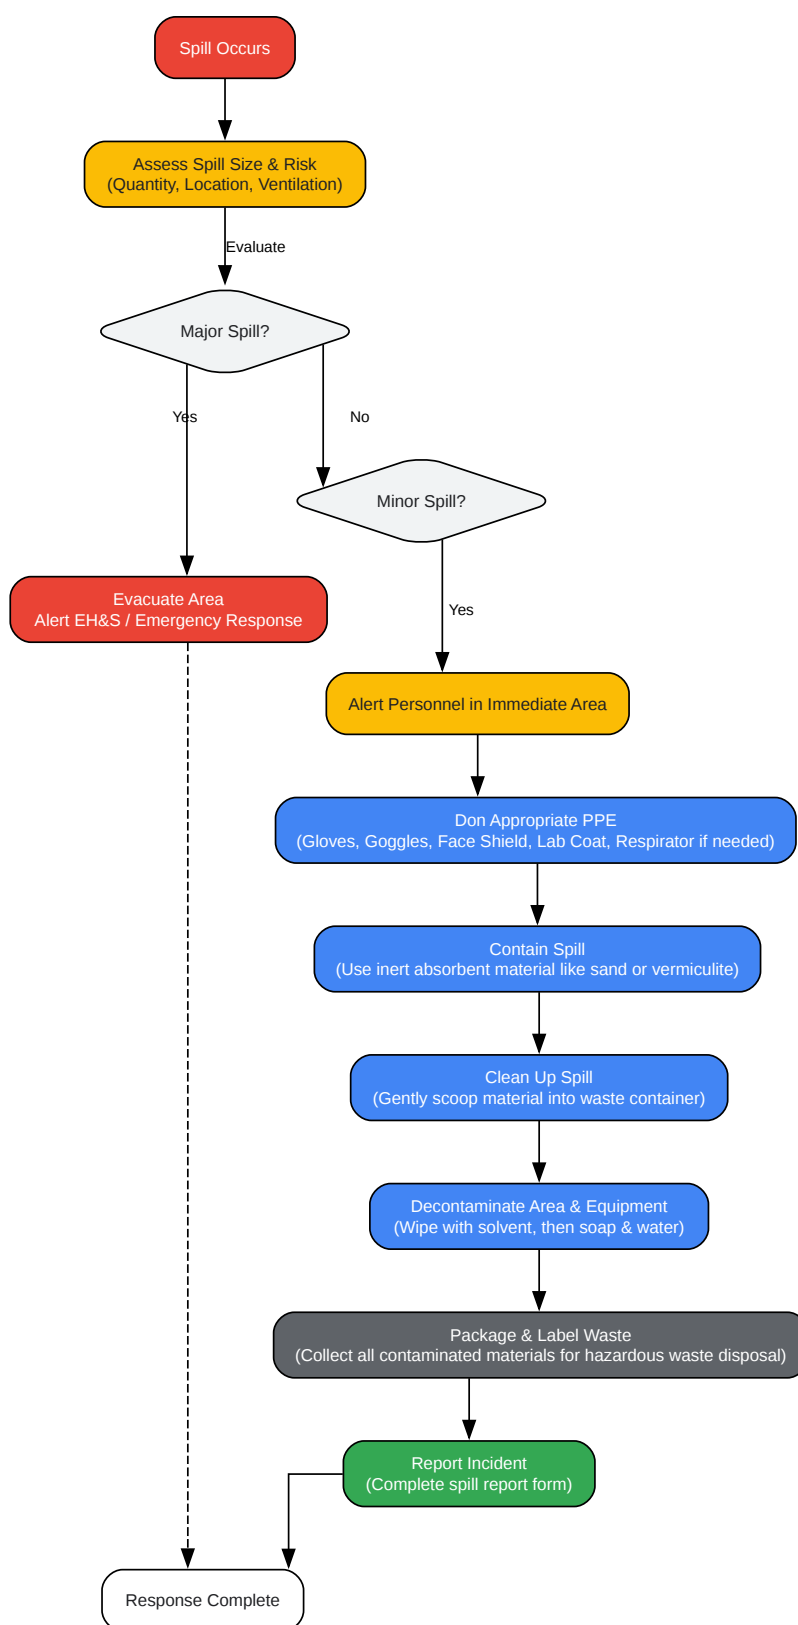 Spill Occurs
Assess Spill Size & Risk
(Quantity, Location, Ventilation)
Evaluate
Major Spill?
Yes
No
Minor Spill?
Evacuate Area
Alert EH&S / Emergency Response
Yes
Alert Personnel in Immediate Area
Don Appropriate PPE
(Gloves, Goggles, Face Shield, Lab Coat, Respirator if needed)
Contain Spill
(Use inert absorbent material like sand or vermiculite)
Clean Up Spill
(Gently scoop material into waste container)
Decontaminate Area & Equipment
(Wipe with solvent, then soap & water)
Package & Label Waste
(Collect all contaminated materials for hazardous waste disposal)
Report Incident
(Complete spill report form)
Response Complete